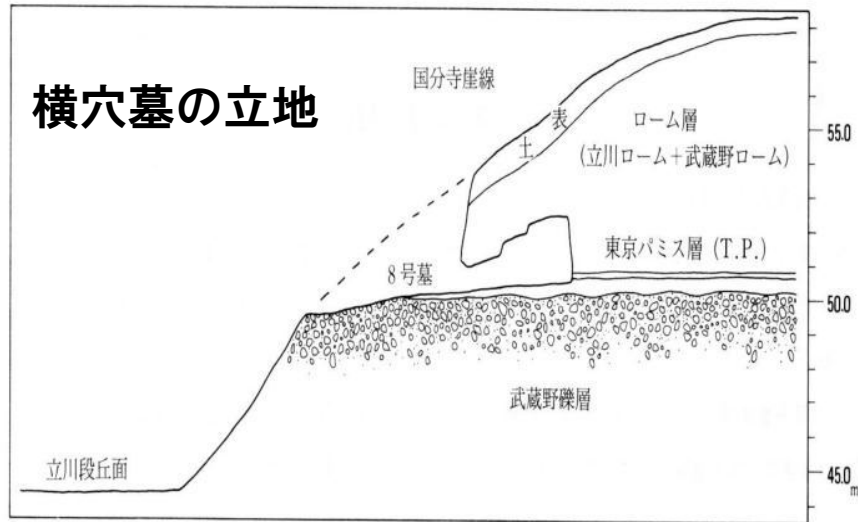 横穴墓の立地
国分寺崖線
表
土
ローム層
(立川ローム+武蔵野ローム)
55.0
東京パミス層 (T.P.)
8号墓
50.0
武蔵野礫層
立川段丘面
45.0
m